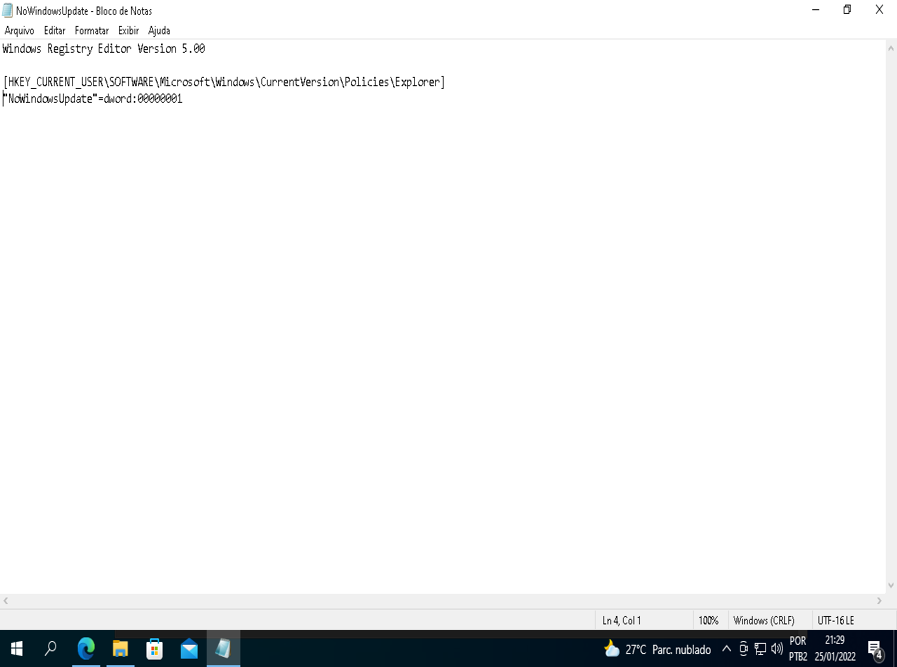 NoWindowsUpdate - Bloco de Notas
Arquivo Editar Formatar Exibir Ajuda
Windows Registry Editor Version 5.00
[HKEY_CURRENT_USER\SOFTWARE\Microsoft\Windows\CurrentVersion\Policies\Explorer]
"NoWindowsUpdate"=dword:00000001
Ln 4, Col 1 100% Windows (CRLF) UTF-16 LE
27°C Parc. nublado POR 21:29
PTB2 25/01/2022 4